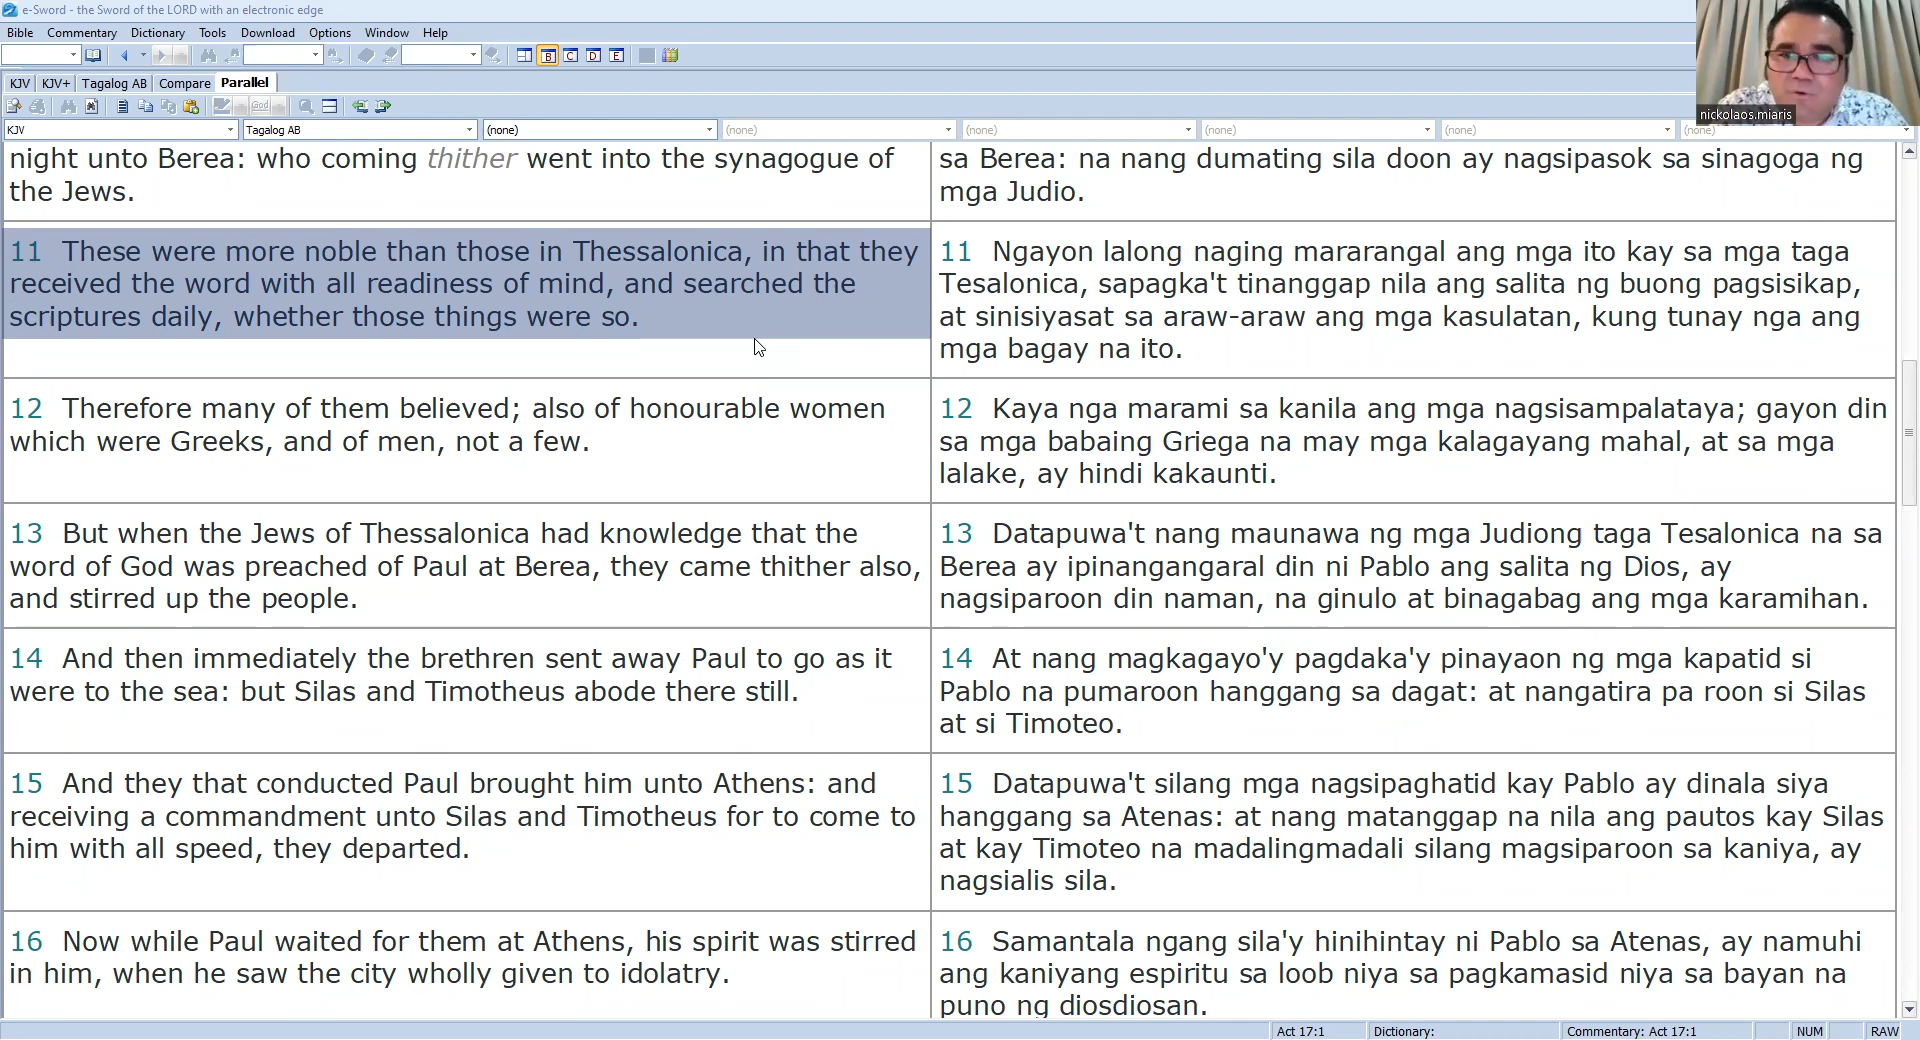 e-Sword - the Sword of the LORD with an electronic edge
Bible Commentary Dictionary Tools Download Options Window Help
B C D E
KJV KJV+ Tagalog AB Compare Parallel
God
KJV Tagalog AB (none) (none) (none) (none) (none) (none)
nickolaos.miaris
night unto Berea: who coming thither went into the synagogue of
the Jews.
sa Berea: na nang dumating sila doon ay nagsipasok sa sinagoga ng
mga Judio.
11 These were more noble than those in Thessalonica, in that they
received the word with all readiness of mind, and searched the
scriptures daily, whether those things were so.
11 Ngayon lalong naging mararangal ang mga ito kay sa mga taga
Tesalonica, sapagka't tinanggap nila ang salita ng buong pagsisikap,
at sinisiyasat sa araw-araw ang mga kasulatan, kung tunay nga ang
mga bagay na ito.
12 Therefore many of them believed; also of honourable women
which were Greeks, and of men, not a few.
12 Kaya nga marami sa kanila ang mga nagsisampalataya; gayon din
sa mga babaing Griega na may mga kalagayang mahal, at sa mga
lalake, ay hindi kakaunti.
13 But when the Jews of Thessalonica had knowledge that the
word of God was preached of Paul at Berea, they came thither also,
and stirred up the people.
13 Datapuwa't nang maunawa ng mga Judiong taga Tesalonica na sa
Berea ay ipinangangaral din ni Pablo ang salita ng Dios, ay
nagsiparoon din naman, na ginulo at binagabag ang mga karamihan.
14 And then immediately the brethren sent away Paul to go as it
were to the sea: but Silas and Timotheus abode there still.
14 At nang magkagayo'y pagdaka'y pinayaon ng mga kapatid si
Pablo na pumaroon hanggang sa dagat: at nangatira pa roon si Silas
at si Timoteo.
15 And they that conducted Paul brought him unto Athens: and
receiving a commandment unto Silas and Timotheus for to come to
him with all speed, they departed.
15 Datapuwa't silang mga nagsipaghatid kay Pablo ay dinala siya
hanggang sa Atenas: at nang matanggap na nila ang pautos kay Silas
at kay Timoteo na madalingmadali silang magsiparoon sa kaniya, ay
nagsialis sila.
16 Now while Paul waited for them at Athens, his spirit was stirred
in him, when he saw the city wholly given to idolatry.
16 Samantala ngang sila'y hinihintay ni Pablo sa Atenas, ay namuhi
ang kaniyang espiritu sa loob niya sa pagkamasid niya sa bayan na
puno ng diosdiosan.
Act 17:1 Dictionary: Commentary: Act 17:1 NUM RAW